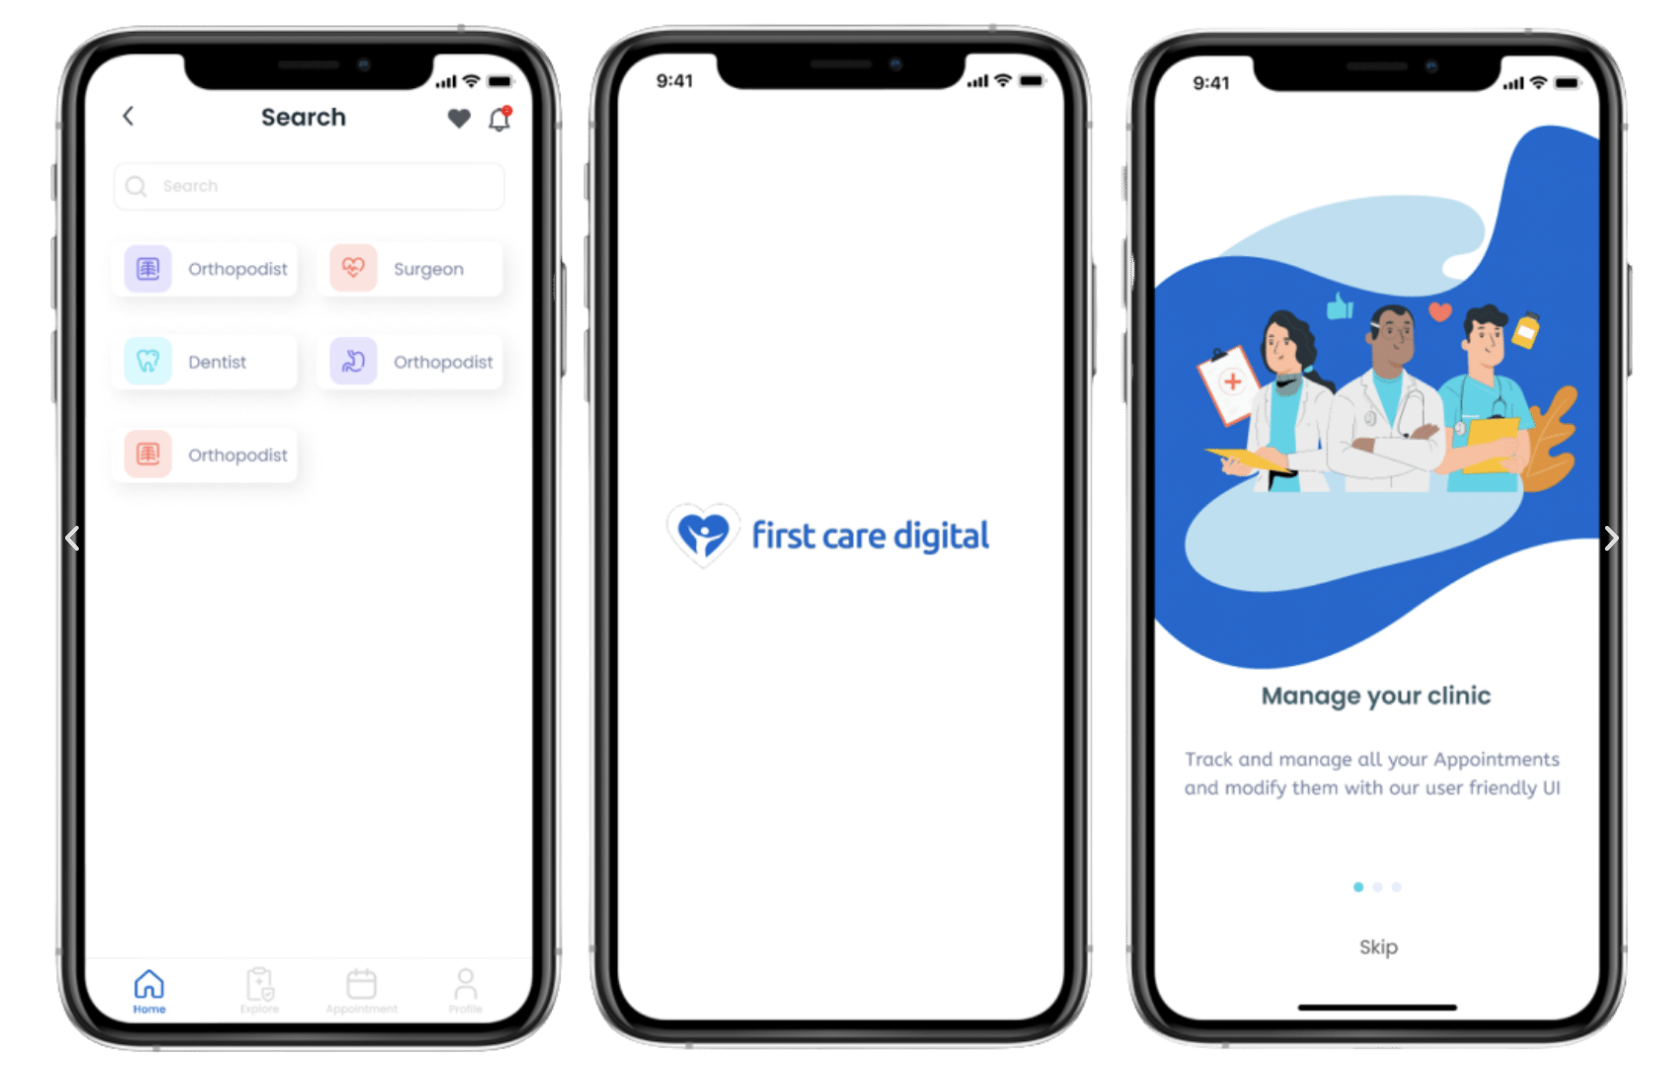 Search
Search
Orthopodist
Surgeon
Dentist
Orthopodist
Orthopodist
Home
Explore
Appointment
Profile
9:41
first care digital
9:41
Manage your clinic
Track and manage all your Appointments
and modify them with our user friendly UI
Skip